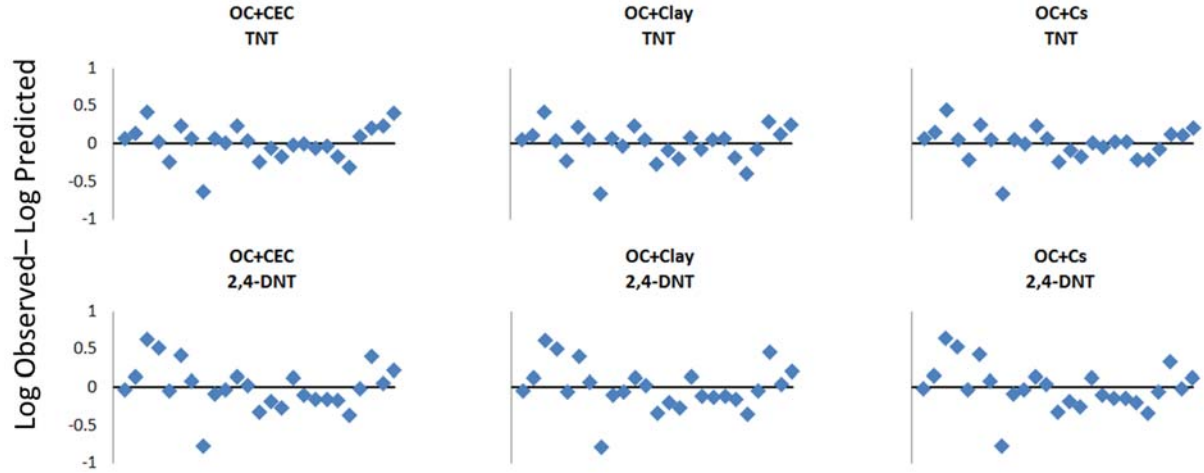 OC+CEC
TNT
OC+Clay
TNT
OC+Cs
TNT
Log Observed– Log Predicted
1
0.5
0
-0.5
-1
OC+CEC
2,4-DNT
OC+Clay
2,4-DNT
OC+Cs
2,4-DNT
1
0.5
0
-0.5
-1